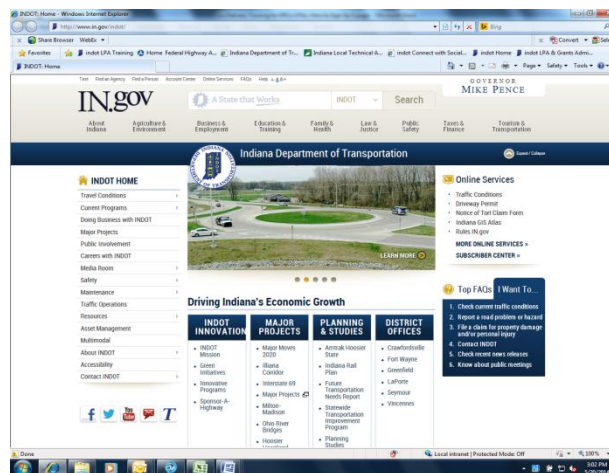 INDOT: Home - Windows Internet Explorer
http://www.in.gov/indot/
Bing
Share Browser WebEx
Convert
Favorites
indot LPA Training
Home Federal Highway A...
Indiana Department of Tr...
Indiana Local Technical A...
indot Connect with Social...
indot Home
indot LPA & Grants Admi...
INDOT: Home
Page
Safety
Tools
Text
Find an Agency
Find a Person
Account Center
Online Services
FAQs
Help
GOVERNOR
MIKE PENCE
IN.gov
A State that Works
INDOT
Search
About Indiana
Agriculture & Environment
Business & Employment
Education & Training
Family & Health
Law & Justice
Public Safety
Taxes & Finance
Tourism & Transportation
Indiana Department of Transportation
Expand / Collapse
INDOT HOME
Travel Conditions
Current Programs
Doing Business with INDOT
Major Projects
Public Involvement
Careers with INDOT
Media Room
Safety
Maintenance
Traffic Operations
Resources
Asset Management
Multimodal
About INDOT
Accessibility
Contact INDOT
LEARN MORE
Online Services
Traffic Conditions
Driveway Permit
Notice of Tort Claim Form
Indiana GIS Atlas
Rules.IN.gov
MORE ONLINE SERVICES »
SUBSCRIBER CENTER »
Top FAQs
I Want To...
1. Check current traffic conditions
2. Report a road problem or hazard
3. File a claim for property damage
and/or personal injury
4. Contact INDOT
5. Check recent news releases
6. Know about public meetings
Driving Indiana's Economic Growth
INDOT
INNOVATION
INDOT
Mission
Green
Initiatives
Innovative
Programs
Sponsor-A-
Highway
MAJOR
PROJECTS
Major Moves
2020
Illiana
Corridor
Interstate 69
Major Projects
Milton-
Madison
Ohio River
Bridges
Hoosier
PLANNING
& STUDIES
Amtrak Hoosier
State
Indiana Rail
Plan
Future
Transportation
Needs Report
Statewide
Transportation
Improvement
Program
Planning
Studies
DISTRICT
OFFICES
Crawfordsville
Fort Wayne
Greenfield
LaPorte
Seymour
Vincennes
Done
Local intranet | Protected Mode: Off
100%
3:02 PM